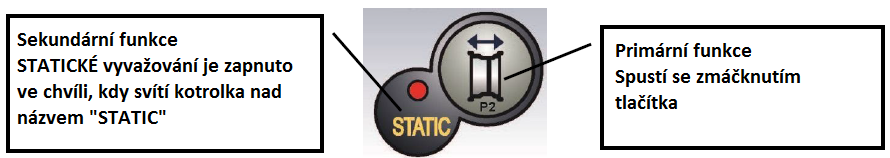 Sekundární funkce
STATICKÉ vyvažování je zapnuto
ve chvíli, kdy svítí kotrolka nad
názvem "STATIC"
P2
STATIC
Primární funkce
Spustí se zmáčknutím
tlačítka